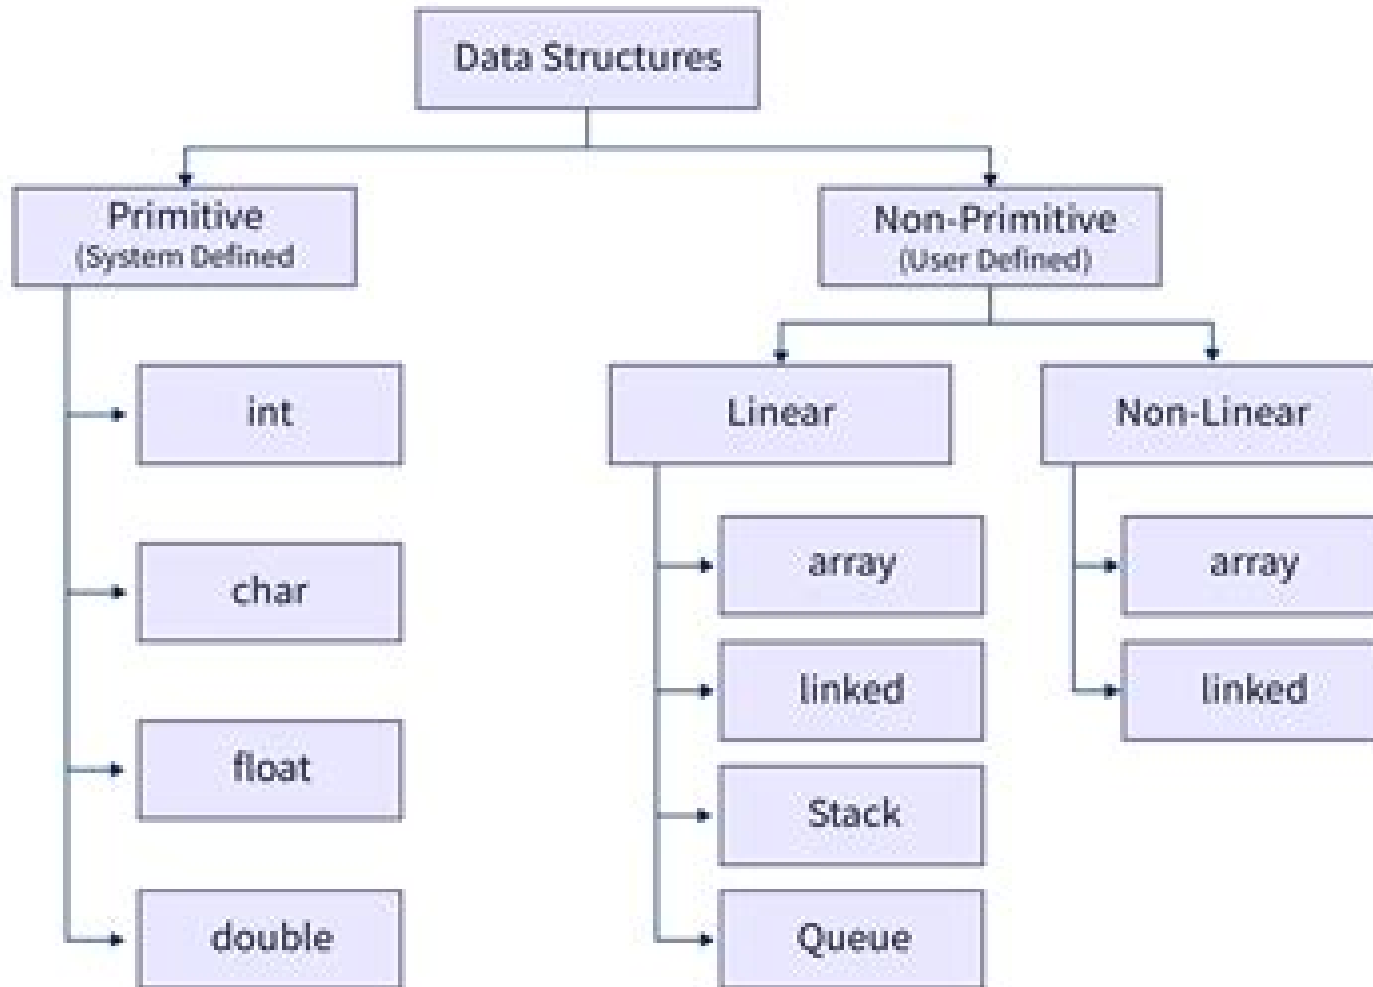 Data Structures
Primitive
(System Defined
Non-Primitive
(User Defined)
int
char
float
double
Linear
array
linked
Stack
Queue
Non-Linear
array
linked